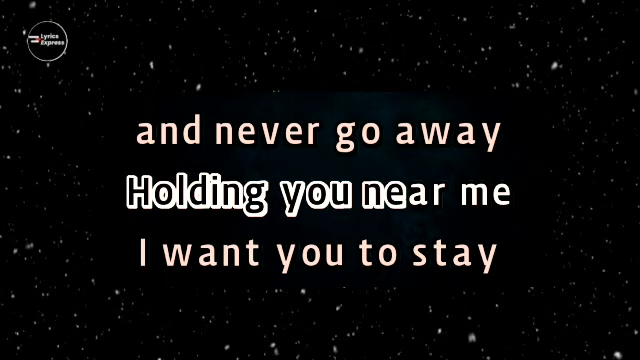 Lyrics
Express
and never go away
Holding you near me
I want you to stay